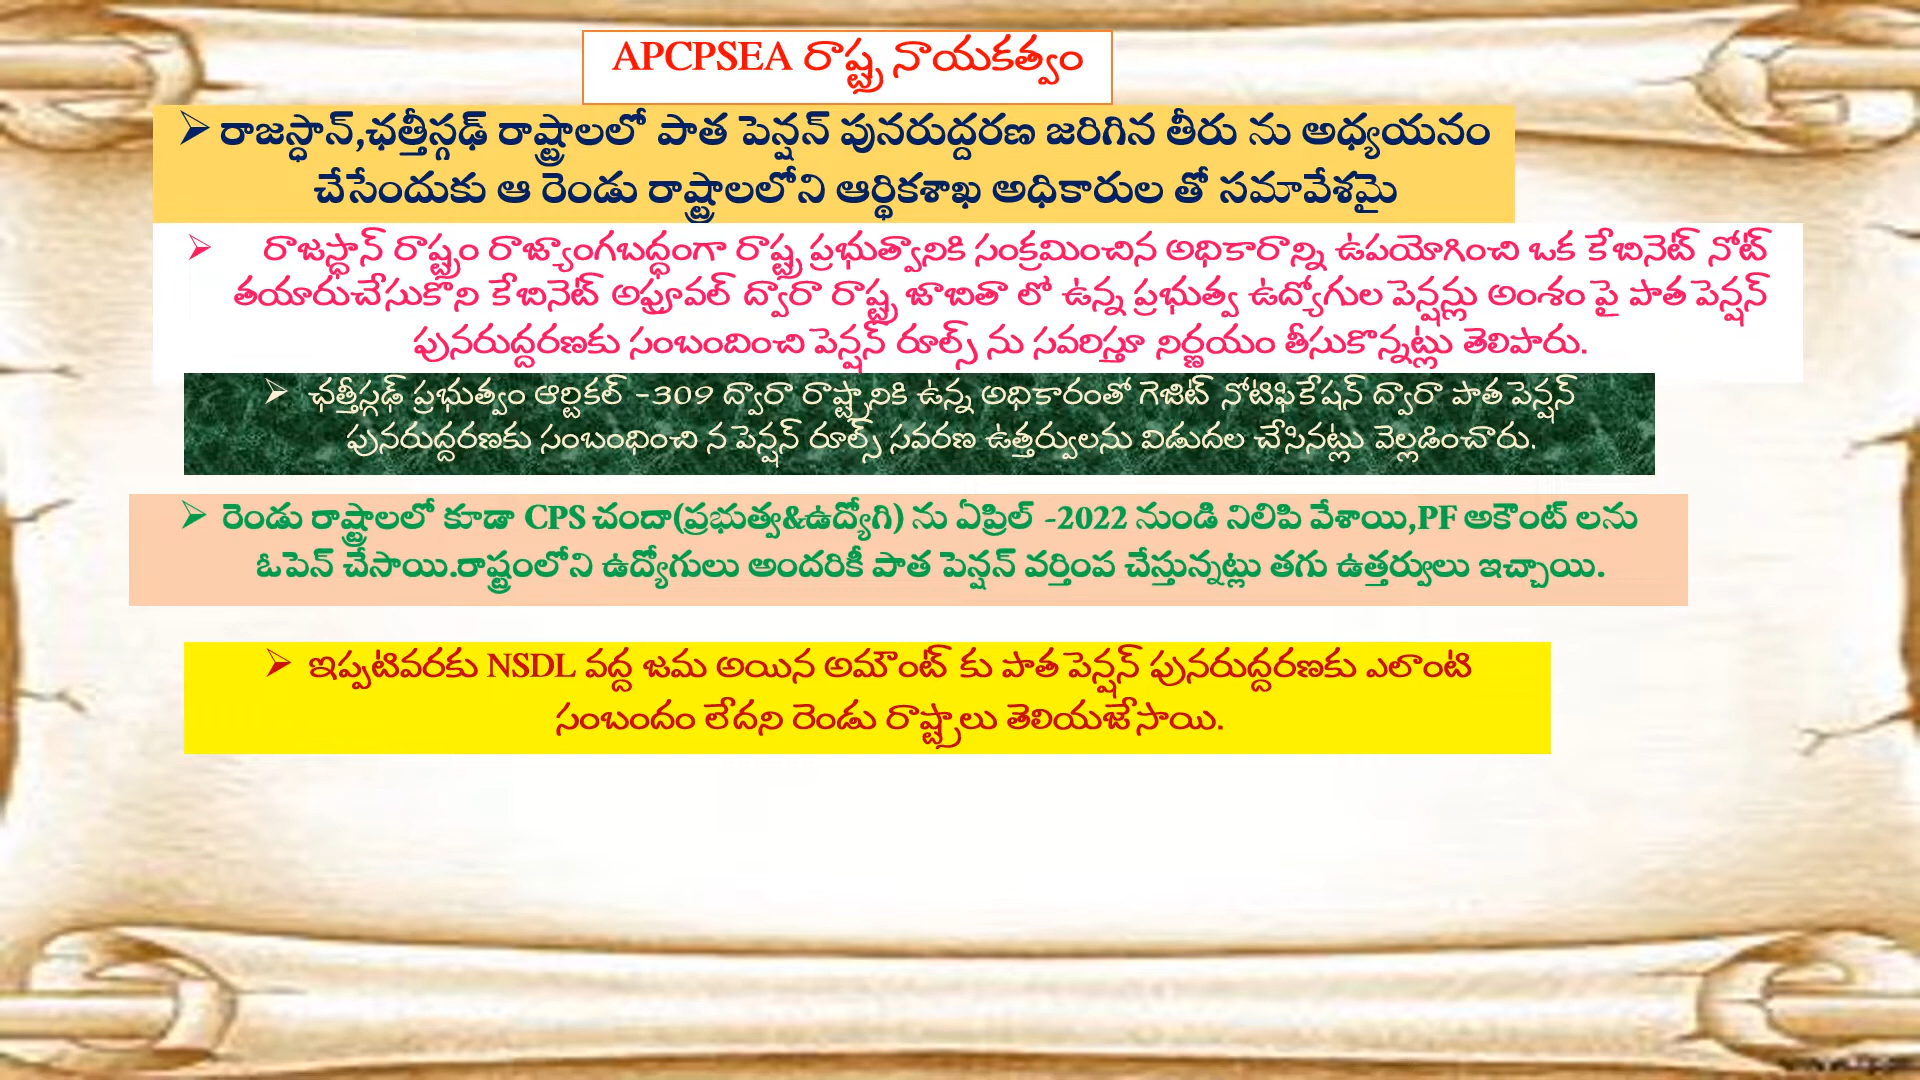 APCPSEA రాష్ట్ర నాయకత్వం
➢ రాజస్ధాన్,ఛత్తీస్గఢ్ రాష్ట్రాలలో పాత పెన్షన్ పునరుద్దరణ జరిగిన తీరు ను అధ్యయనం
చేసేందుకు ఆ రెండు రాష్ట్రాలలోని ఆర్థికశాఖ అధికారుల తో సమావేశమై
➢ రాజస్ధాన్ రాష్ట్రం రాజ్యాంగబద్ధంగా రాష్ట్ర ప్రభుత్వానికి సంక్రమించిన అధికారాన్ని ఉపయోగించి ఒక కేబినెట్ నోట్
తయారుచేసుకొని కేబినెట్ అఫ్రూవల్ ద్వారా రాష్ట్ర జాబితా లో ఉన్న ప్రభుత్వ ఉద్యోగుల పెన్షన్లు అంశం పై పాత పెన్షన్
పునరుద్దరణకు సంబందించి పెన్షన్ రూల్స్ ను సవరిస్తూ నిర్ణయం తీసుకొన్నట్లు తెలిపారు.
➢ ఛత్తీస్గఢ్ ప్రభుత్వం ఆర్టికల్ -309 ద్వారా రాష్ట్రానికి ఉన్న అధికారంతో గెజిట్ నోటిఫికేషన్ ద్వారా పాత పెన్షన్
పునరుద్దరణకు సంబంధించి న పెన్షన్ రూల్స్ సవరణ ఉత్తర్వులను విడుదల చేసినట్లు వెల్లడించారు.
➢ రెండు రాష్ట్రాలలో కూడా CPS చందా(ప్రభుత్వ&ఉద్యోగి) ను ఏప్రిల్ -2022 నుండి నిలిపి వేశాయి,PF అకౌంట్ లను
ఓపెన్ చేసాయి.రాష్ట్రంలోని ఉద్యోగులు అందరికీ పాత పెన్షన్ వర్తింప చేస్తున్నట్లు తగు ఉత్తర్వులు ఇచ్చాయి.
➢ ఇప్పటివరకు NSDL వద్ద జమ అయిన అమౌంట్ కు పాత పెన్షన్ పునరుద్దరణకు ఎలాంటి
సంబందం లేదని రెండు రాష్ట్రాలు తెలియజేసాయి.